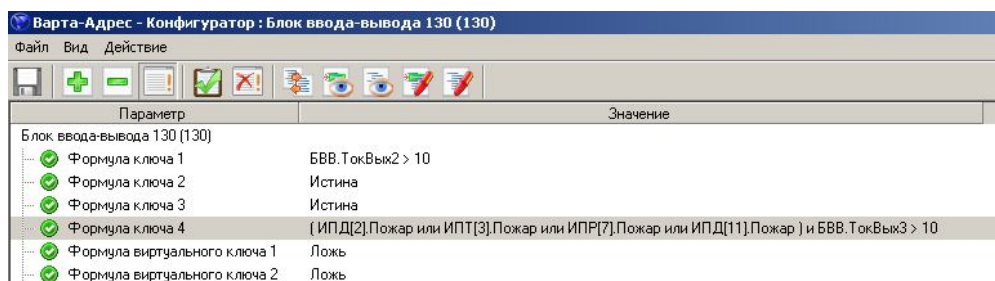 Варта-Адрес - Конфигуратор : Блок ввода-вывода 130 (130)
Файл Вид Действие
Параметр Значение
Блок ввода-вывода 130 (130)
Формула ключа 1 БВВ.ТокВых2 > 10
Формула ключа 2 Истина
Формула ключа 3 Истина
Формула ключа 4 ( ИПД[2].Пожар или ИПТ[3].Пожар или ИПР[7].Пожар или ИПД[11].Пожар ) и БВВ.ТокВых3 > 10
Формула виртуального ключа 1 Ложь
Формула виртуального ключа 2 Ложь